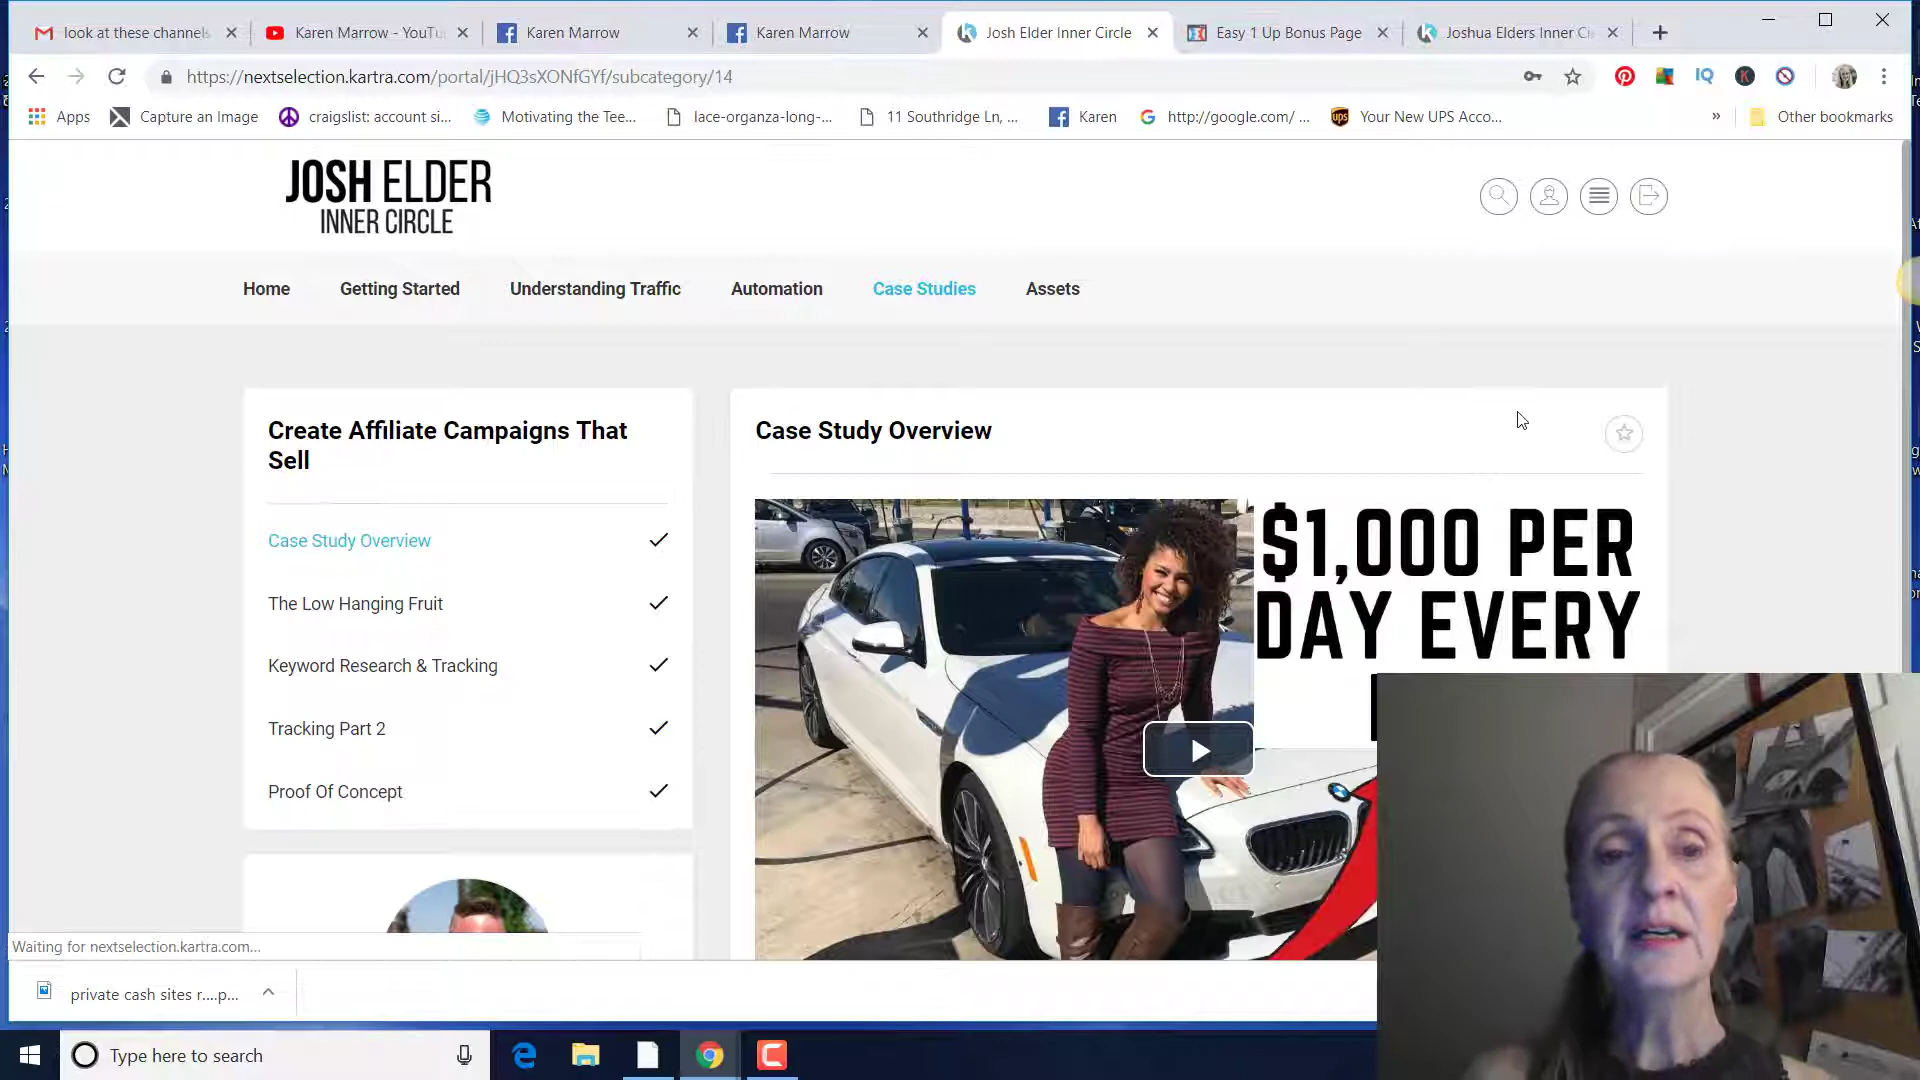 look at these channels
Karen Marrow - YouTu
Karen Marrow
Karen Marrow
Josh Elder Inner Circle
Easy 1 Up Bonus Page
Joshua Elders Inner Ci
https://nextselection.kartra.com/portal/jHQ3sXONfGYf/subcategory/14
Apps
Capture an Image
craigslist: account si...
Motivating the Tee...
lace-organza-long-...
11 Southridge Ln, ...
Karen
http://google.com/ ...
Your New UPS Acco...
Other bookmarks
JOSH ELDER
INNER CIRCLE
Home
Getting Started
Understanding Traffic
Automation
Case Studies
Assets
Create Affiliate Campaigns That
Sell
Case Study Overview
The Low Hanging Fruit
Keyword Research & Tracking
Tracking Part 2
Proof Of Concept
Case Study Overview
$1,000 PER
DAY EVERY
Waiting for nextselection.kartra.com...
private cash sites r....p...
Type here to search